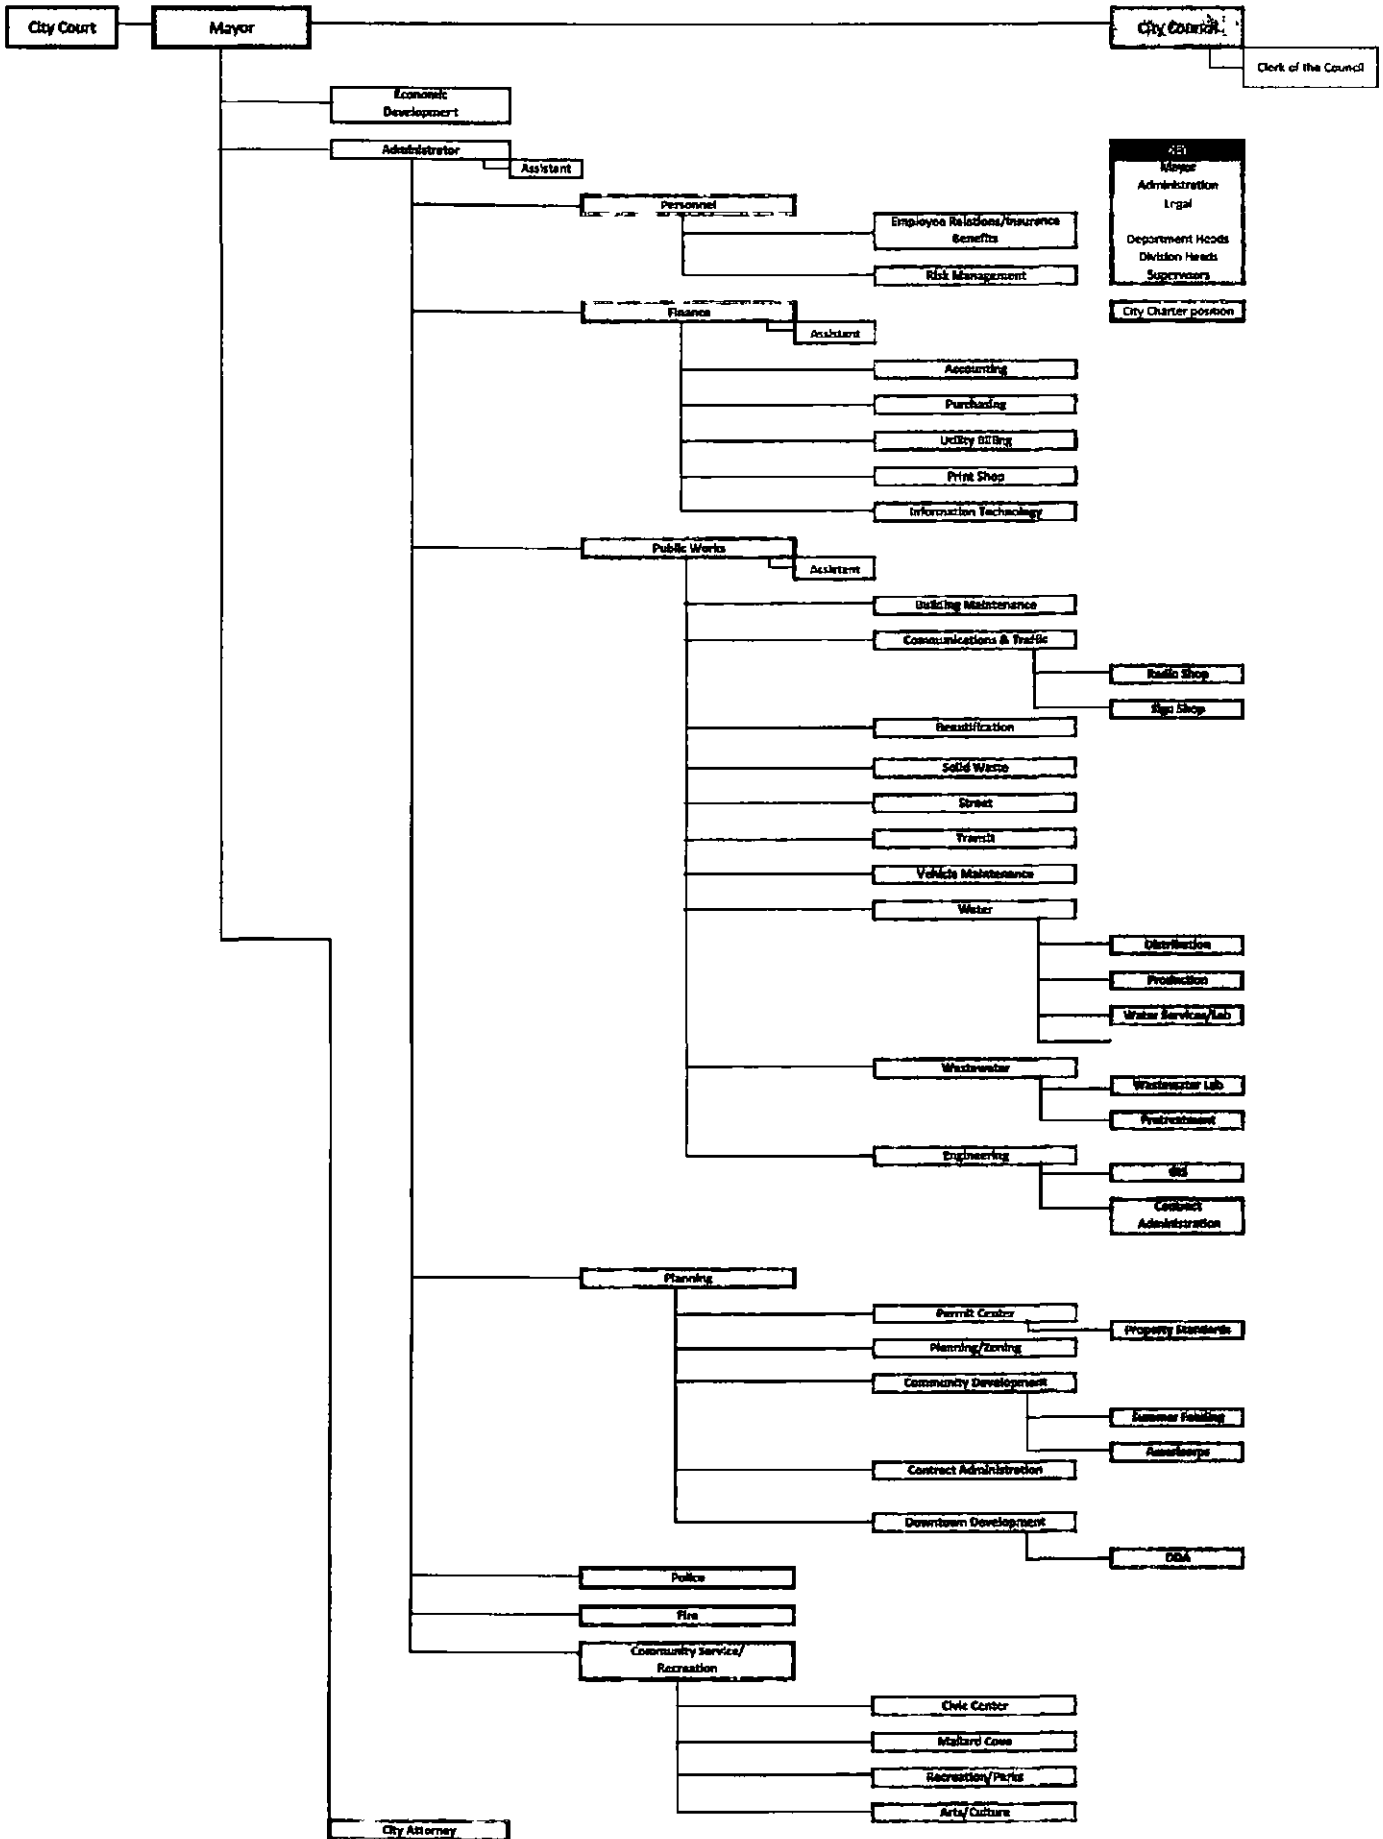 City Court
Mayor
City Council
Clerk of the Council
Economic
Development
Administrator
Assistant
KEY
Mayor
Administration
Legal
Department Heads
Division Heads
Supervisors
City Charter position
Personnel
Employee Relations/Insurance
Benefits
Risk Management
Finance
Assistant
Accounting
Purchasing
Utility Billing
Print Shop
Information Technology
Public Works
Assistant
Building Maintenance
Communications & Traffic
Radio Shop
Sign Shop
Beautification
Solid Waste
Street
Transit
Vehicle Maintenance
Water
Distribution
Production
Water Services/Lab
Wastewater
Wastewater Lab
Pretreatment
Engineering
GIS
Contract
Administration
Planning
Permit Center
Property Standards
Planning/Zoning
Community Development
Summer Feeding
Americorps
Contract Administration
Downtown Development
DDA
Police
Fire
Community Service/
Recreation
Civic Center
Mallard Cove
Recreation/Parks
Arts/Culture
City Attorney